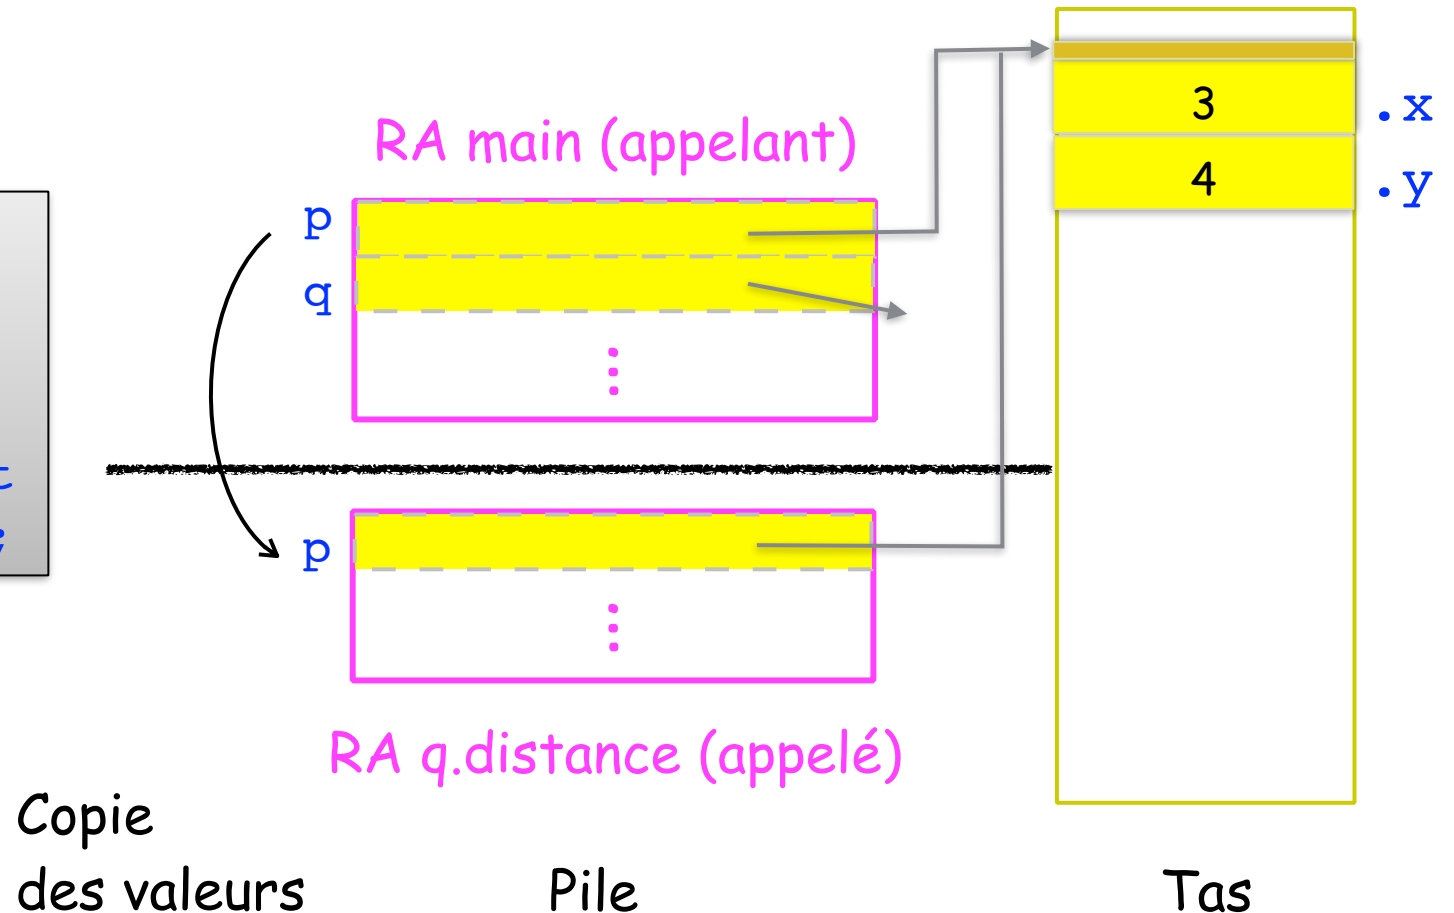 RA main (appelant)
3
.x
p
4
.y
q
t
;
p
RA q.distance (appelé)
Copie
des valeurs
Pile
Tas